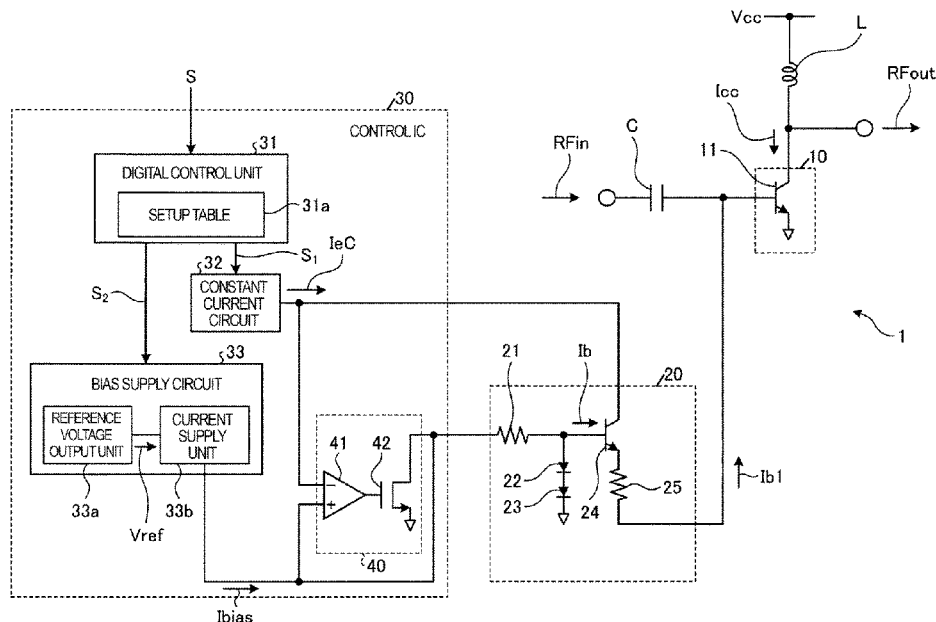 Vcc
L
S
30
CONTROL IC
Icc
RFout
31
DIGITAL CONTROL UNIT
SETUP TABLE
31a
RFin
C
11
10
S1
IeC
32
CONSTANT
CURRENT
CIRCUIT
S2
1
33
BIAS SUPPLY CIRCUIT
REFERENCE
VOLTAGE
OUTPUT UNIT
CURRENT
SUPPLY
UNIT
33a
Vref
33b
21
Ib
20
41
42
22
23
24
25
Ib1
40
Ibias